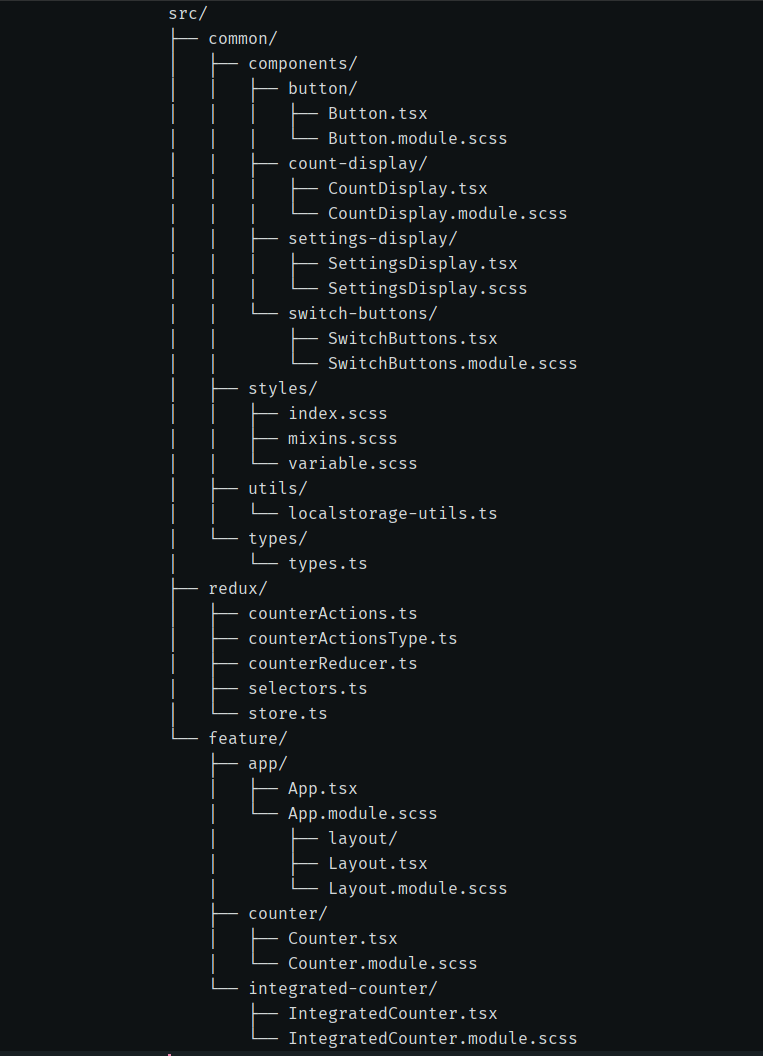 src/
├── common/
│   ├── components/
│   │   ├── button/
│   │   │   ├── Button.tsx
│   │   │   └── Button.module.scss
│   │   ├── count-display/
│   │   │   ├── CountDisplay.tsx
│   │   │   └── CountDisplay.module.scss
│   │   ├── settings-display/
│   │   │   ├── SettingsDisplay.tsx
│   │   │   └── SettingsDisplay.scss
│   │   └── switch-buttons/
│   │       ├── SwitchButtons.tsx
│   │       └── SwitchButtons.module.scss
│   ├── styles/
│   │   ├── index.scss
│   │   ├── mixins.scss
│   │   └── variable.scss
│   ├── utils/
│   │   └── localstorage-utils.ts
│   └── types/
│       └── types.ts
├── redux/
│   ├── counterActions.ts
│   ├── counterActionsType.ts
│   ├── counterReducer.ts
│   ├── selectors.ts
│   └── store.ts
└── feature/
    ├── app/
    │   ├── App.tsx
    │   └── App.module.scss
    │       ├── layout/
    │       ├── Layout.tsx
    │       └── Layout.module.scss
    ├── counter/
    │   ├── Counter.tsx
    │   └── Counter.module.scss
    └── integrated-counter/
        ├── IntegratedCounter.tsx
        └── IntegratedCounter.module.scss